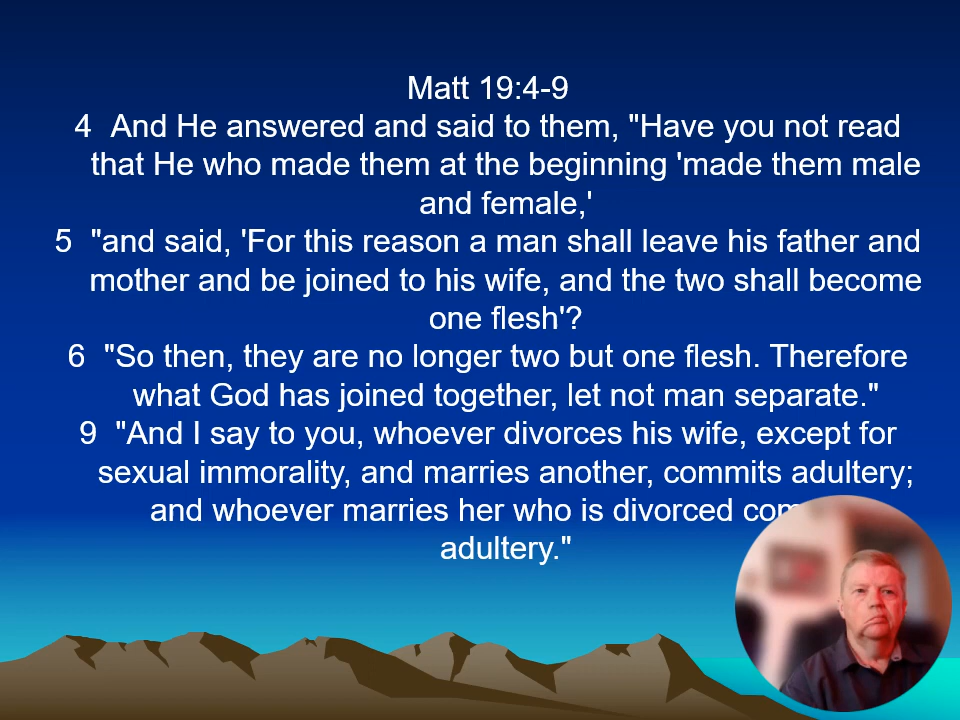 Matt 19:4-9
4 And He answered and said to them, "Have you not read
that He who made them at the beginning 'made them male
and female,'
5 "and said, 'For this reason a man shall leave his father and
mother and be joined to his wife, and the two shall become
one flesh'?
6 "So then, they are no longer two but one flesh. Therefore
what God has joined together, let not man separate."
9 "And I say to you, whoever divorces his wife, except for
sexual immorality, and marries another, commits adultery;
and whoever marries her who is divorced
adultery."